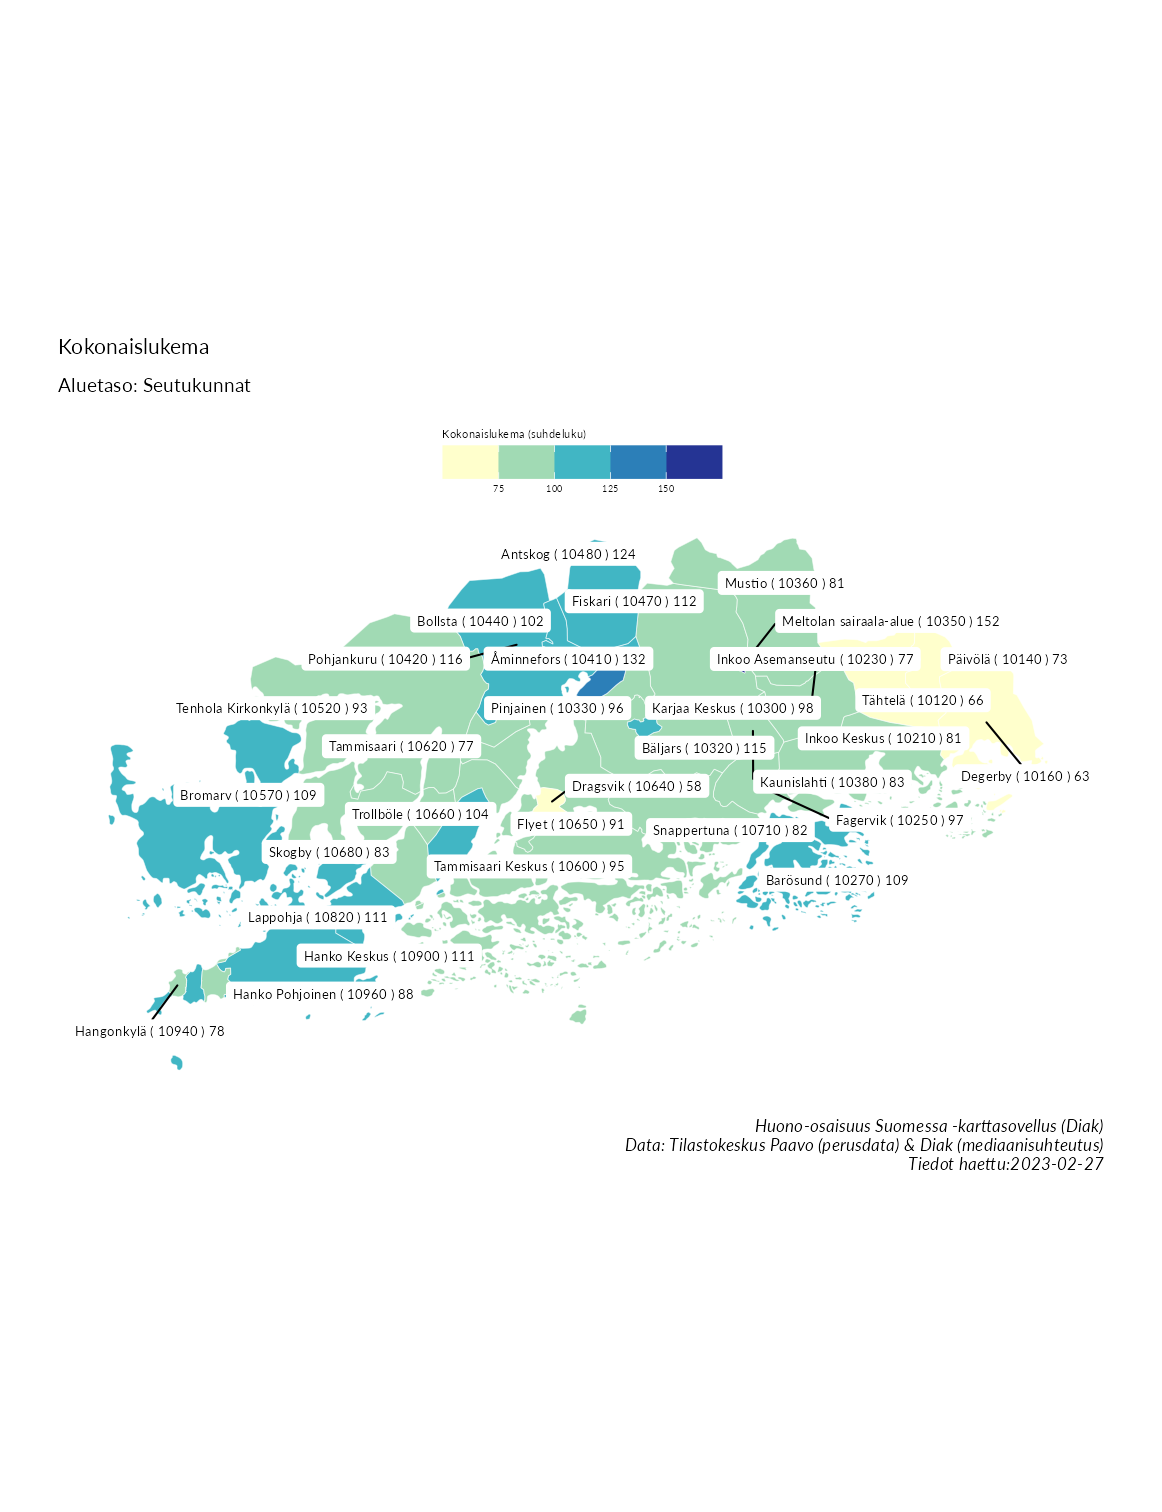 Kokonaislukema
Aluetaso: Seutukunnat
Kokonaislukema (suhdeluku)
75 100 125 150
Antskog ( 10480 ) 124
Mustio ( 10360 ) 81
Fiskari ( 10470 ) 112
Bollsta ( 10440 ) 102
Meltolan sairaala-alue ( 10350 ) 152
Pohjankuru ( 10420 ) 116
Åminnefors ( 10410 ) 132
Inkoo Asemanseutu ( 10230 ) 77
Päivölä ( 10140 ) 73
Tähtelä ( 10120 ) 66
Tenhola Kirkonkylä ( 10520 ) 93
Pinjainen ( 10330 ) 96
Karjaa Keskus ( 10300 ) 98
Inkoo Keskus ( 10210 ) 81
Tammisaari ( 10620 ) 77
Bäljars ( 10320 ) 115
Degerby ( 10160 ) 63
Kaunislahti ( 10380 ) 83
Dragsvik ( 10640 ) 58
Bromarv ( 10570 ) 109
Trollböle ( 10660 ) 104
Fagervik ( 10250 ) 97
Flyet ( 10650 ) 91
Snappertuna ( 10710 ) 82
Skogby ( 10680 ) 83
Tammisaari Keskus ( 10600 ) 95
Barösund ( 10270 ) 109
Lappohja ( 10820 ) 111
Hanko Keskus ( 10900 ) 111
Hanko Pohjoinen ( 10960 ) 88
Hangonkylä ( 10940 ) 78
Huono-osaisuus Suomessa -karttasovellus (Diak)
Data: Tilastokeskus Paavo (perusdata) & Diak (mediaanisuhteutus)
Tiedot haettu:2023-02-27